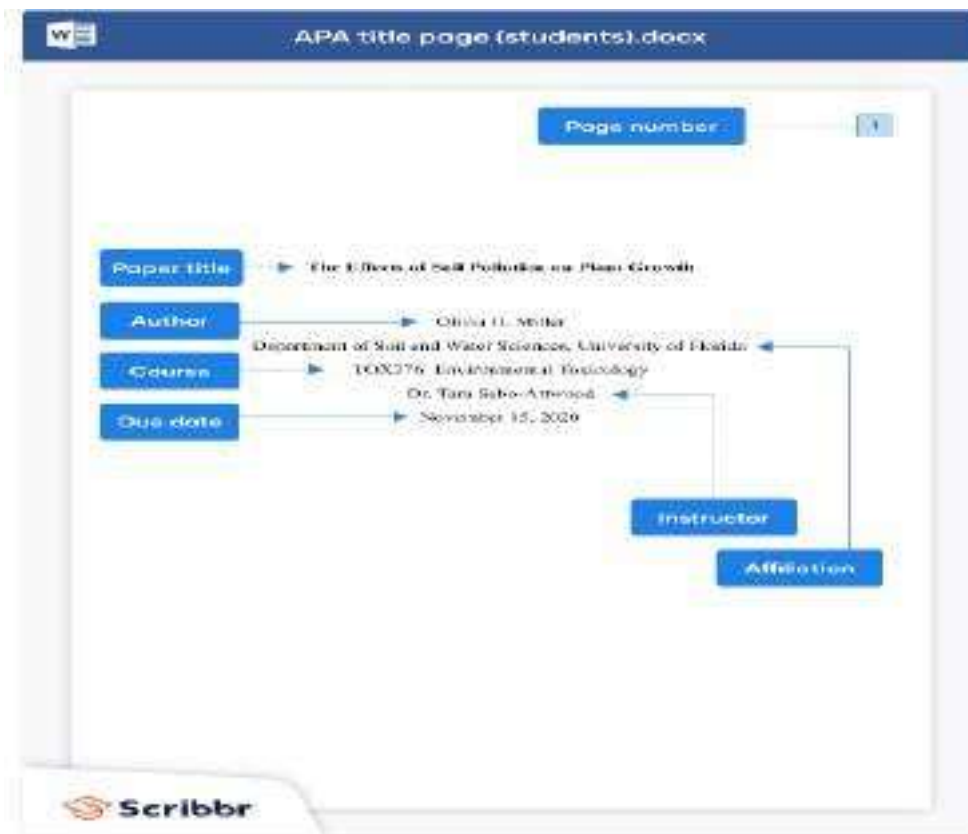 APA title page (students).docx
Page number 1
Paper title The Effects of Soil Pollution on Plant Growth
Author Olivia H. Miller
Department of Soil and Water Sciences, University of Florida
Course TOX276: Environmental Toxicology
Dr. Tara Sabo-Attwood
Due date November 15, 2020
Instructor
Affiliation
Scribbr